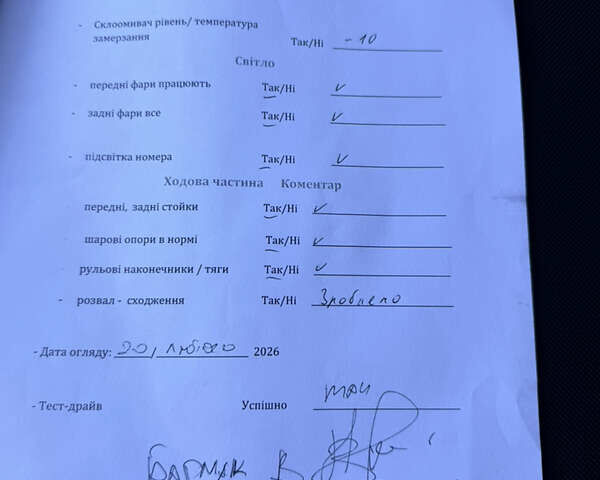 - Склоомивач рівень/ температура
замерзання Так/Ні -10
Світло
- передні фари працюють Так/Ні ✓
- задні фари все Так/Ні ✓
- підсвітка номера Так/Ні ✓
Ходова частина Коментар
передні, задні стойки Так/Ні ✓
шарові опори в нормі Так/Ні ✓
рульові наконечники / тяги Так/Ні ✓
- розвал - сходження Так/Ні Зроблено
- Дата огляду: 20 / лютого 2026
- Тест-драйв Успішно